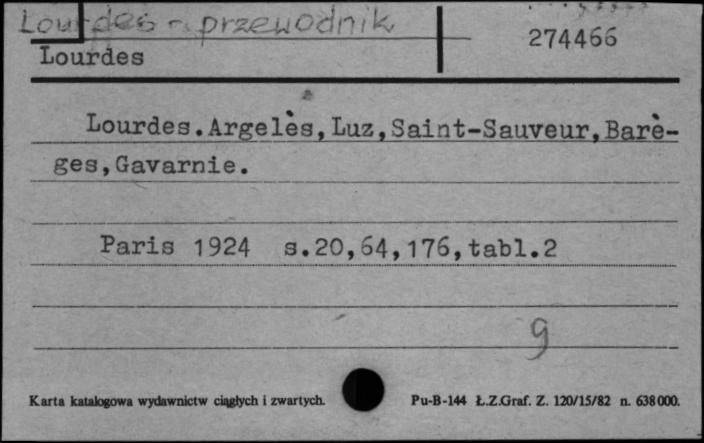 Lourdes - przewodnik
274466
Lourdes
Lourdes.Argelès,Luz,Saint-Sauveur,Barè-
ges,Gavarnie.
Paris 1924 s.20,64,176,tabl.2
g
Karta katalogowa wydawnictw ciągłych i zwartych.
Pu-B-144 Ł.Z.Graf. Z. 120/15/82 n. 638000.